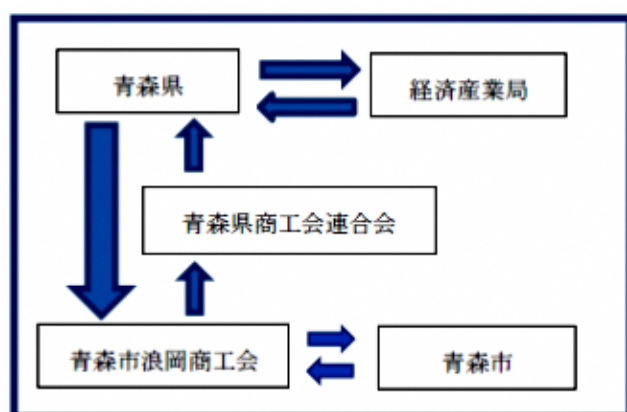 青森県
経済産業局
青森県商工会連合会
青森市浪岡商工会
青森市